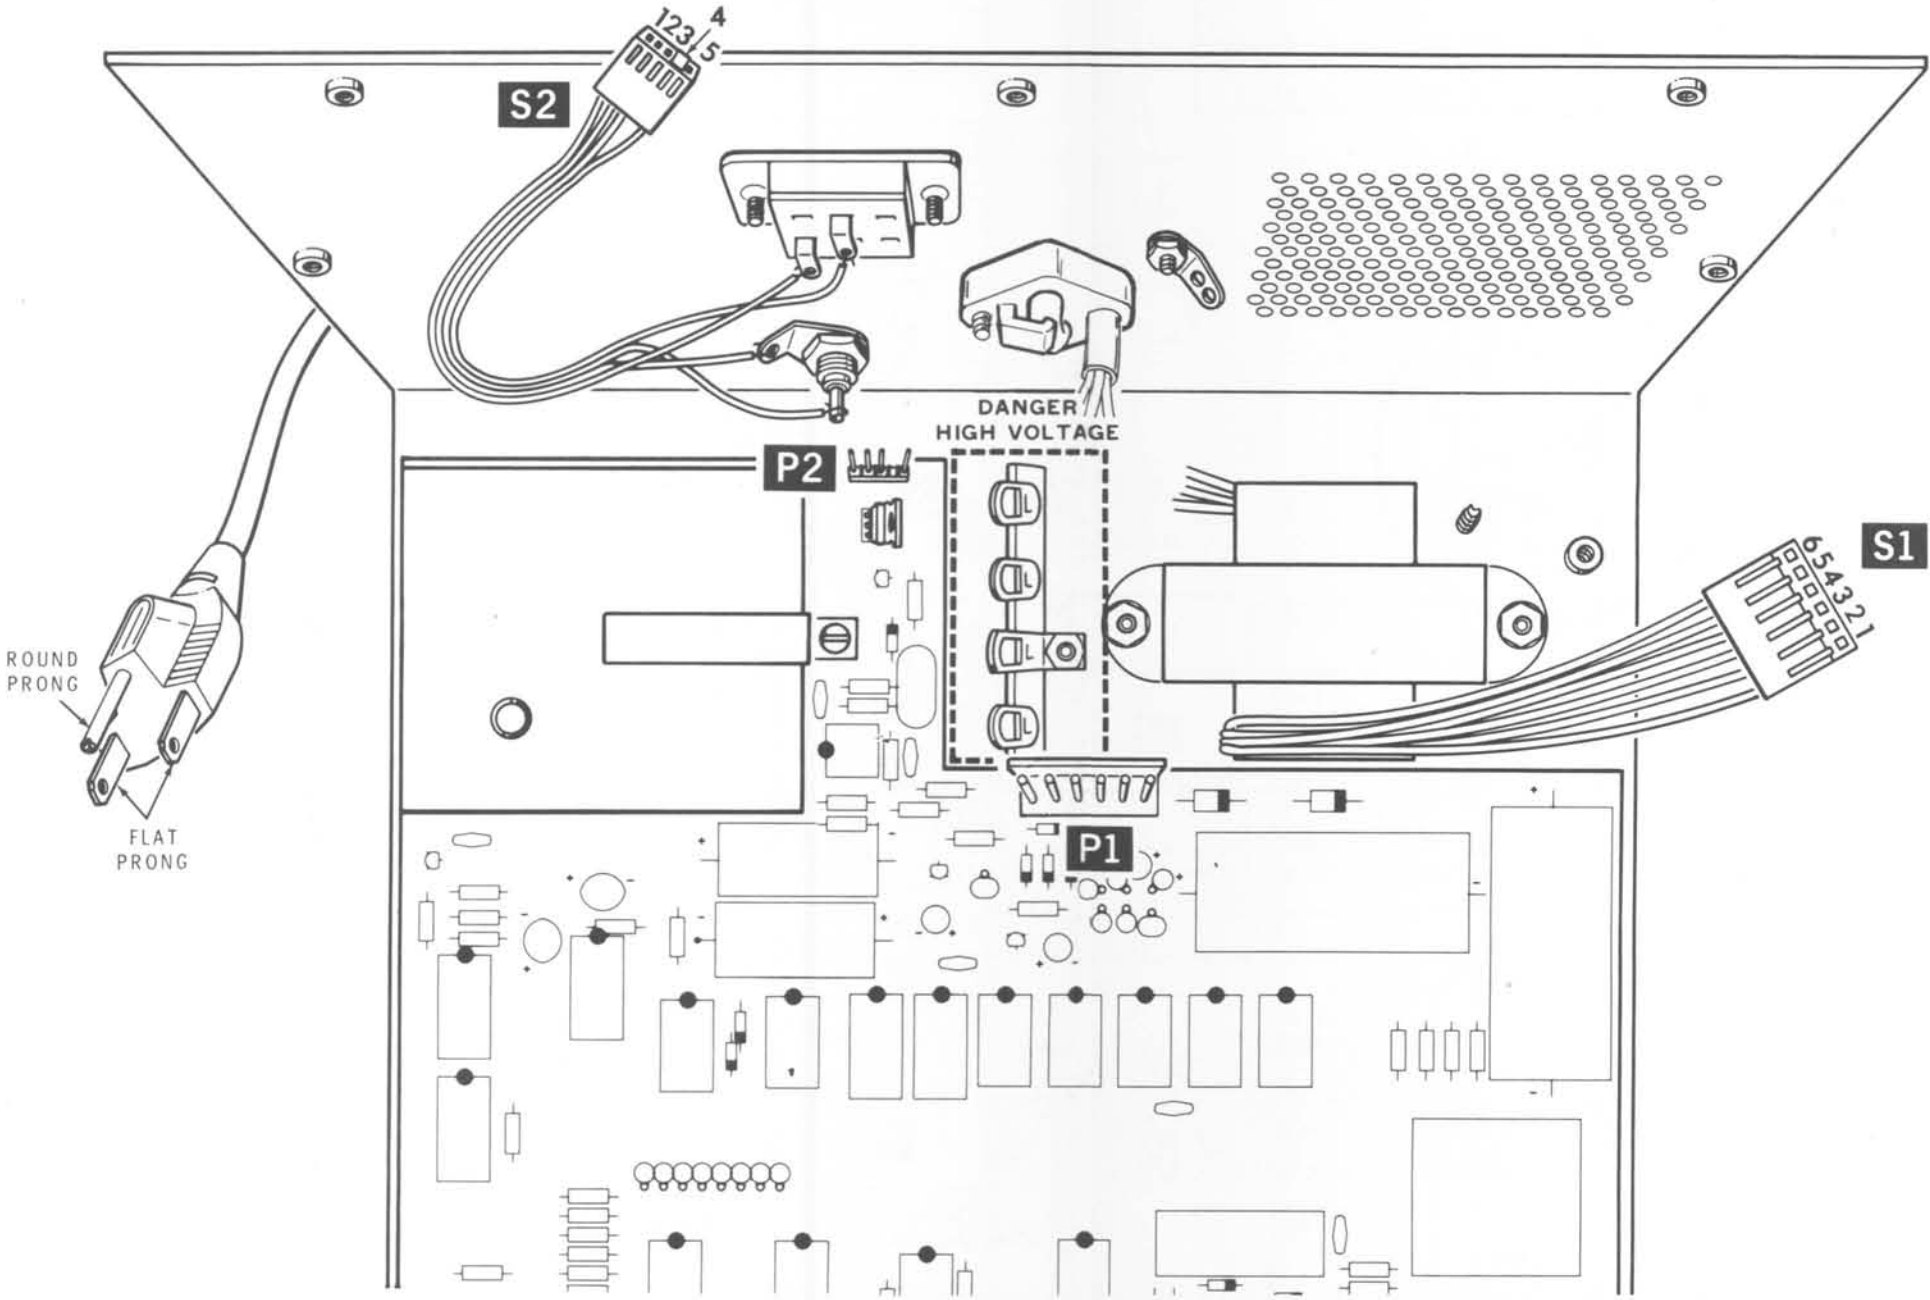 123 4
5
S2
DANGER
HIGH VOLTAGE
P2
S1
654321
ROUND
PRONG
FLAT
PRONG
P1